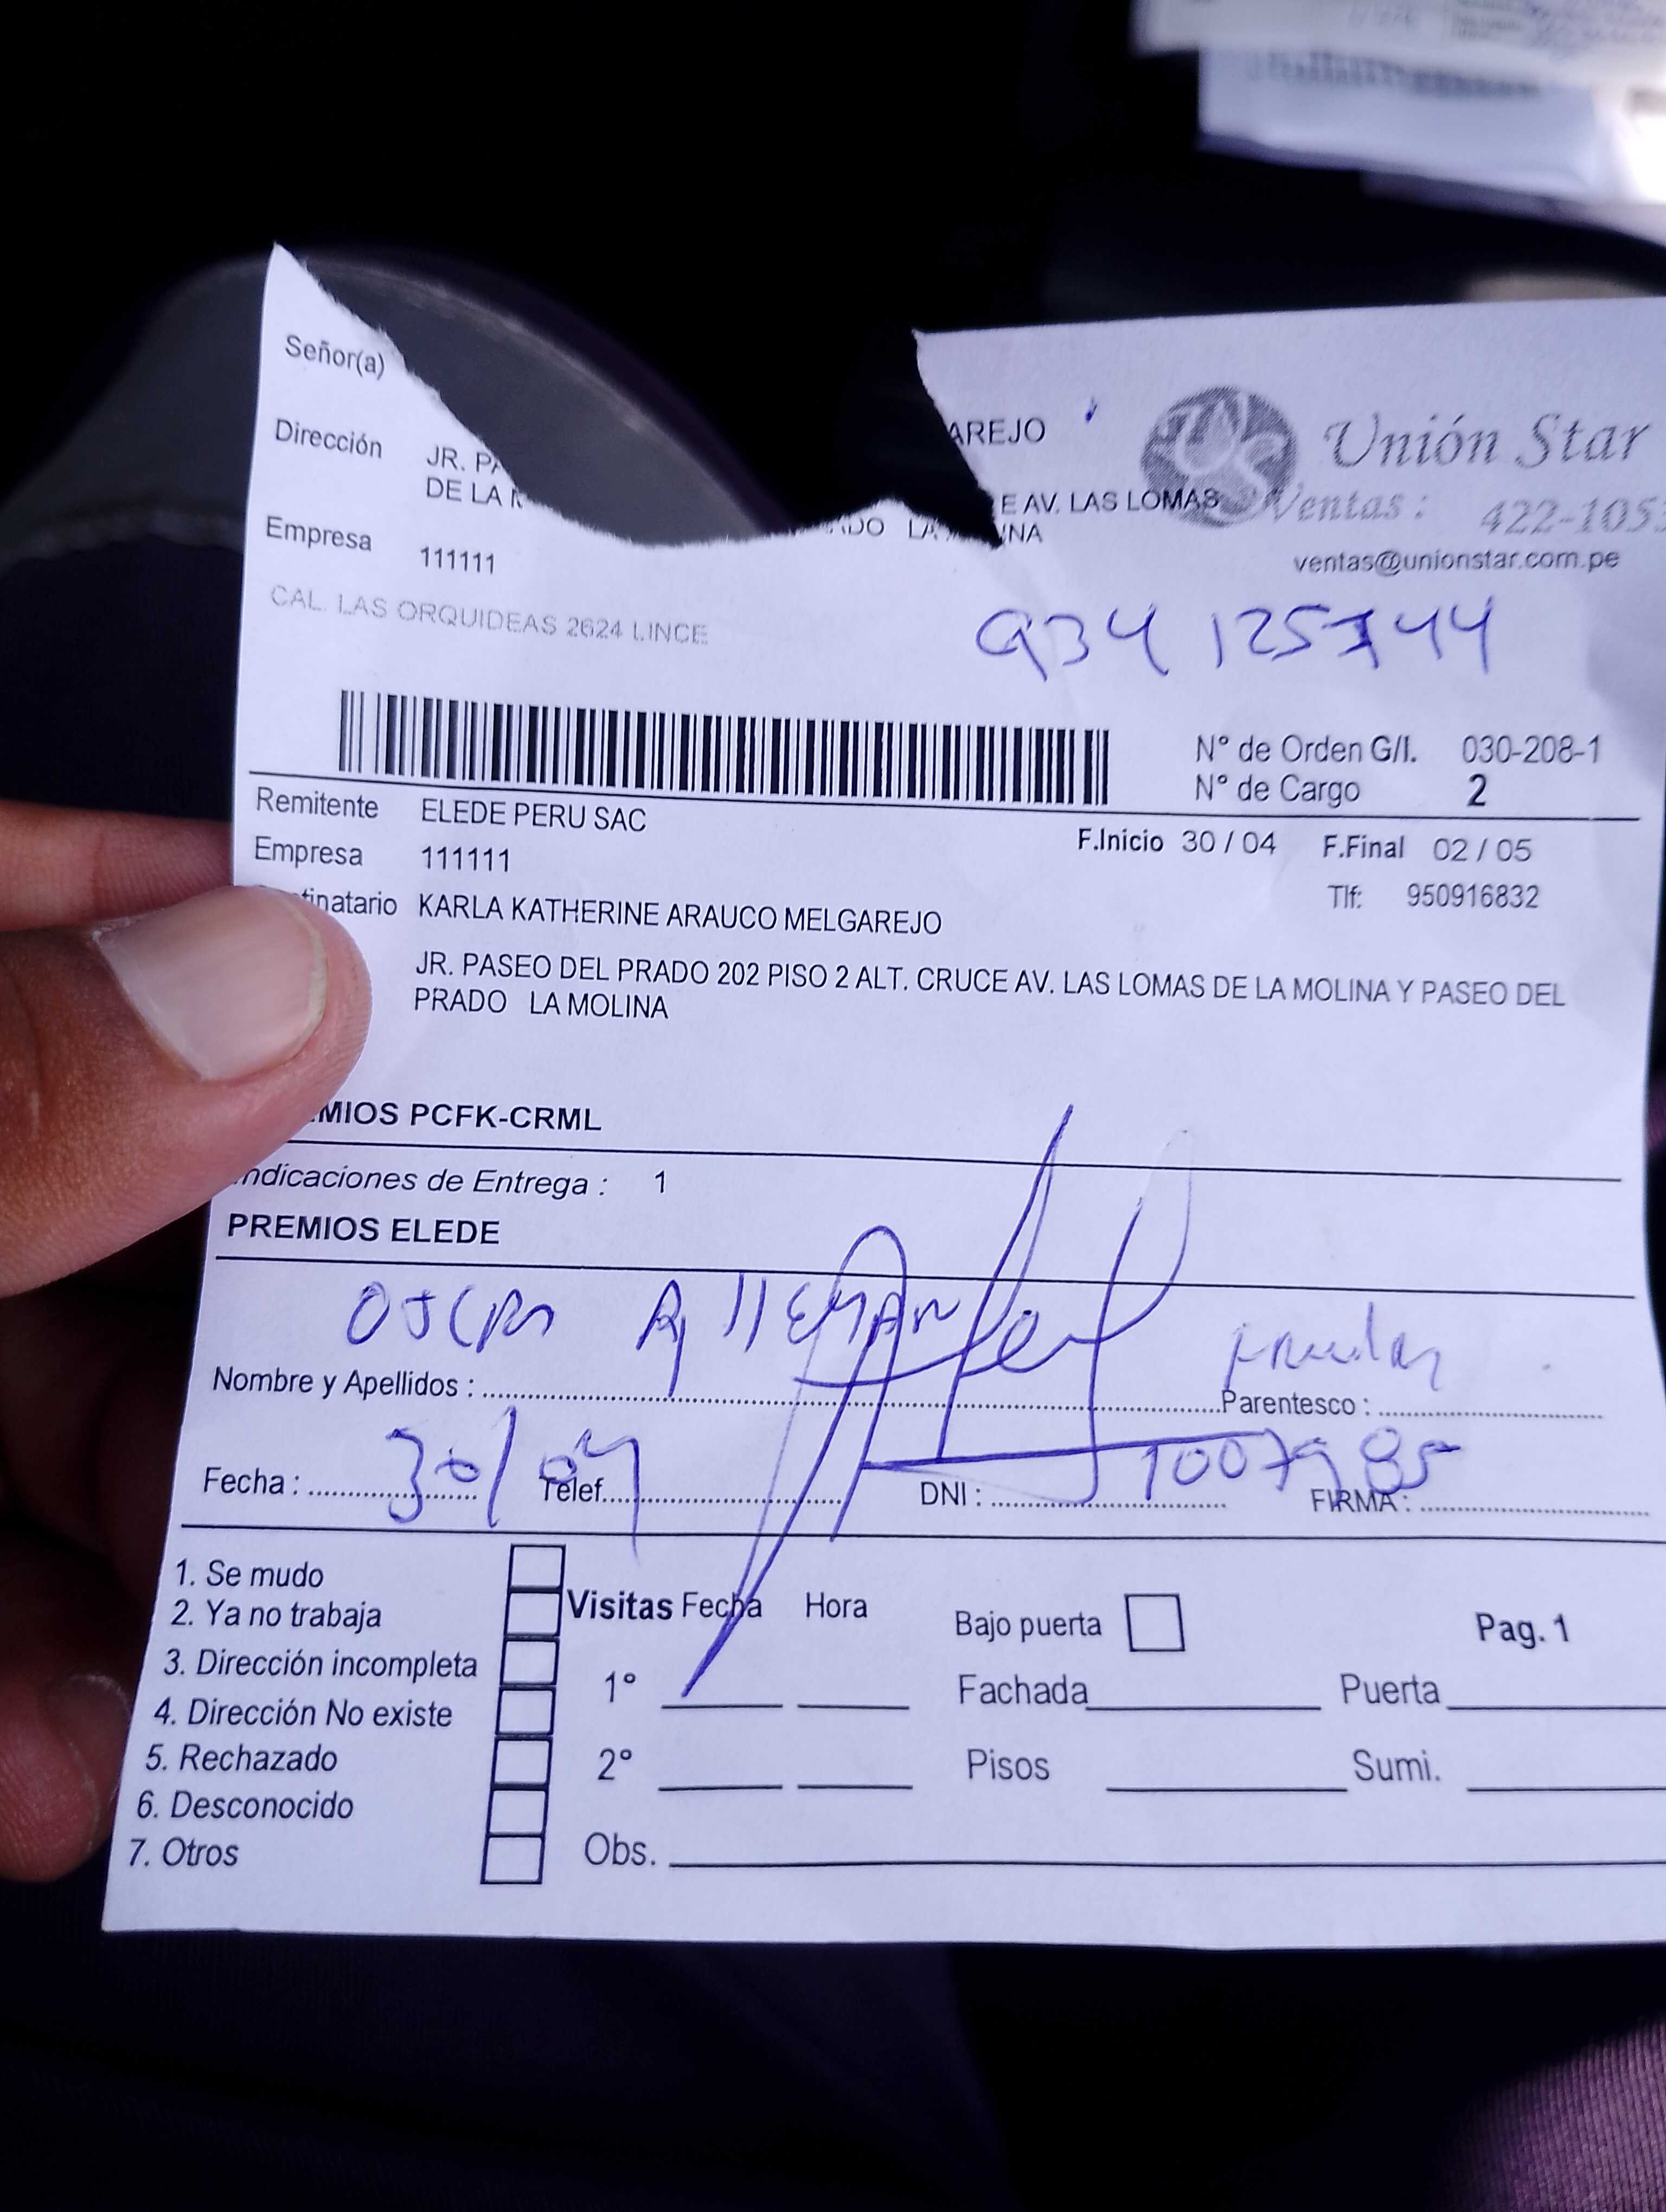 Señor(a)
AREJO
Unión Star
Dirección JR. PA
E AV. LAS LOMAS
Ventas : 422-105
DE LA
NA
ventas@unionstar.com.pe
Empresa 111111
CAL. LAS ORQUIDEAS 2624 LINCE
N° de Orden G/I. 030-208-1
N° de Cargo 2
Remitente ELEDE PERU SAC
F.Inicio 30 / 04 F.Final 02 / 05
Empresa 111111
Tlf: 950916832
tinatario KARLA KATHERINE ARAUCO MELGAREJO
JR. PASEO DEL PRADO 202 PISO 2 ALT. CRUCE AV. LAS LOMAS DE LA MOLINA Y PASEO DEL
PRADO LA MOLINA
MIOS PCFK-CRML
ndicaciones de Entrega : 1
PREMIOS ELEDE
Nombre y Apellidos : Parentesco :
30/04
Fecha : Telef. DNI : FIRMA :
1. Se mudo
2. Ya no trabaja
3. Dirección incompleta
4. Dirección No existe
5. Rechazado
6. Desconocido
7. Otros
Visitas Fecha Hora
1°
2°
Obs.
Bajo puerta
Pag. 1
Fachada Puerta
Pisos Sumi.